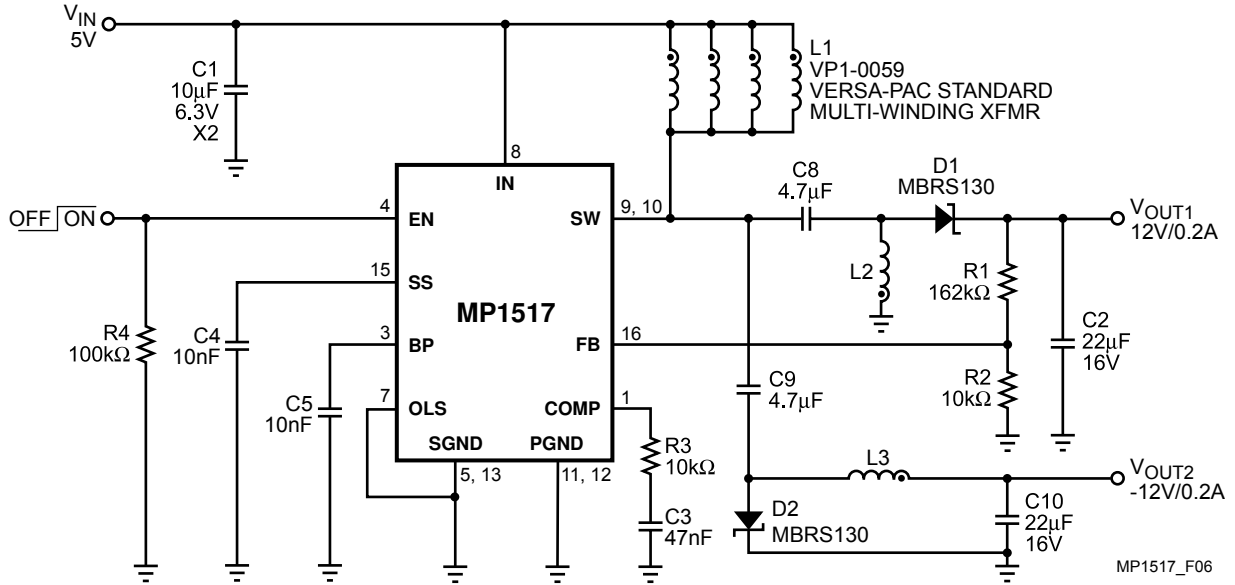 VIN
5V
C1
10µF
6.3V
X2
L1
VP1-0059
VERSA-PAC STANDARD
MULTI-WINDING XFMR
8
IN
C8
4.7µF
D1
MBRS130
OFF ON
4
EN
SW
9, 10
VOUT1
12V/0.2A
15
SS
L2
R1
162kΩ
MP1517
R4
100kΩ
C4
10nF
3
BP
FB
16
C2
22µF
16V
C9
4.7µF
R2
10kΩ
C5
10nF
7
OLS
COMP
1
SGND
PGND
R3
10kΩ
5, 13
11, 12
L3
VOUT2
-12V/0.2A
C3
47nF
D2
MBRS130
C10
22µF
16V
MP1517_F06